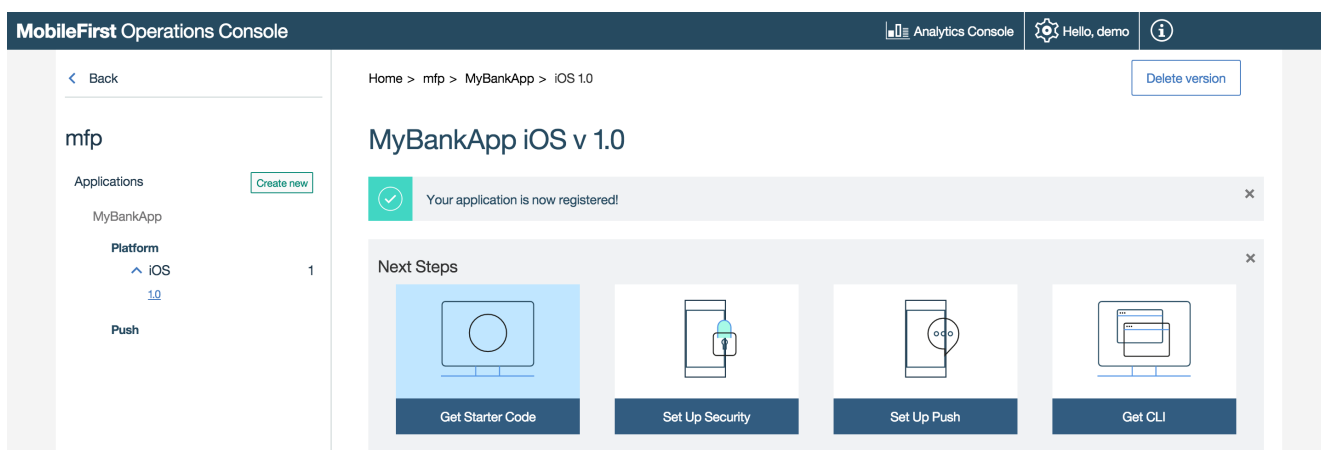 MobileFirst Operations Console
Analytics Console
Hello, demo
Back
Home > mfp > MyBankApp > iOS 1.0
Delete version
mfp
MyBankApp iOS v 1.0
Applications
Create new
Your application is now registered!
MyBankApp
Platform
iOS 1
1.0
Push
Next Steps
Get Starter Code
Set Up Security
Set Up Push
Get CLI